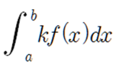 ∫_a^b kf(x)dx